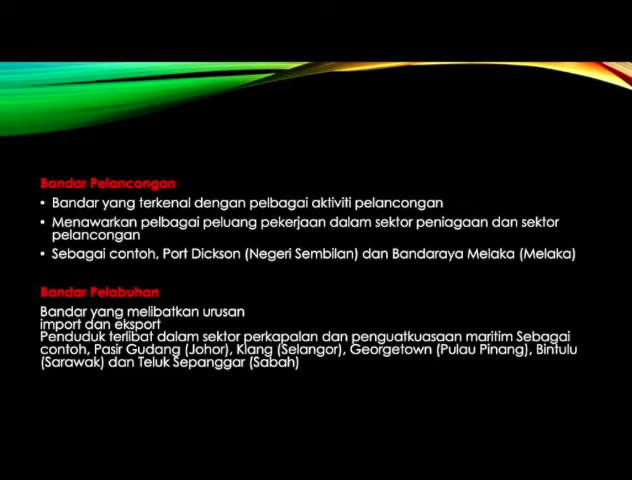 Bandar Pelancongan
• Bandar yang terkenal dengan pelbagai aktiviti pelancongan
• Menawarkan pelbagai peluang pekerjaan dalam sektor peniagaan dan sektor
pelancongan
• Sebagai contoh, Port Dickson (Negeri Sembilan) dan Bandaraya Melaka (Melaka)
Bandar Pelabuhan
Bandar yang melibatkan urusan
import dan eksport
Penduduk terlibat dalam sektor perkapalan dan penguatkuasaan maritim Sebagai
contoh, Pasir Gudang (Johor), Klang (Selangor), Georgetown (Pulau Pinang), Bintulu
(Sarawak) dan Teluk Sepanggar (Sabah)